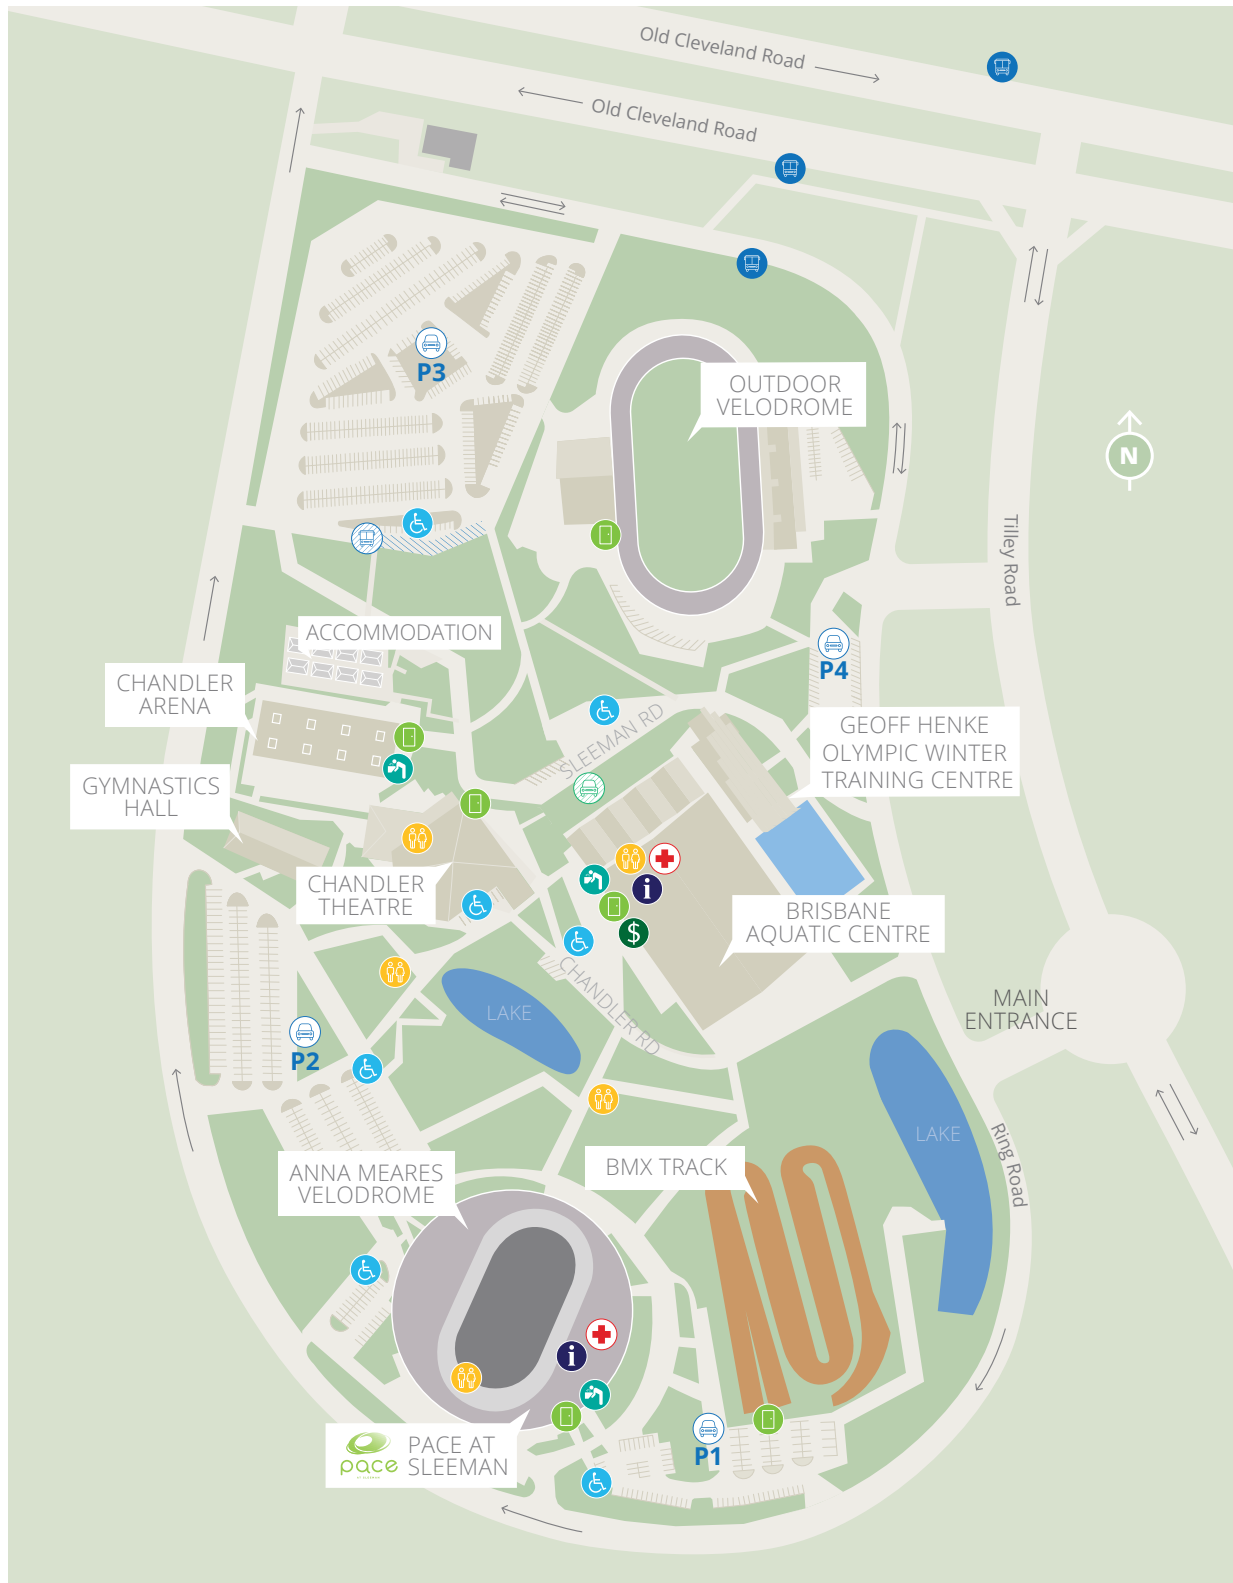 Old Cleveland Road
Old Cleveland Road
P3
OUTDOOR
VELODROME
N
Tilley Road
ACCOMMODATION
P4
CHANDLER
ARENA
SLEEMAN RD
GEOFF HENKE
OLYMPIC WINTER
TRAINING CENTRE
GYMNASTICS
HALL
CHANDLER
THEATRE
i
$
BRISBANE
AQUATIC CENTRE
CHANDLER RD
LAKE
MAIN
ENTRANCE
P2
LAKE
Ring Road
BMX TRACK
ANNA MEARES
VELODROME
i
P1
pace
PACE AT
SLEEMAN